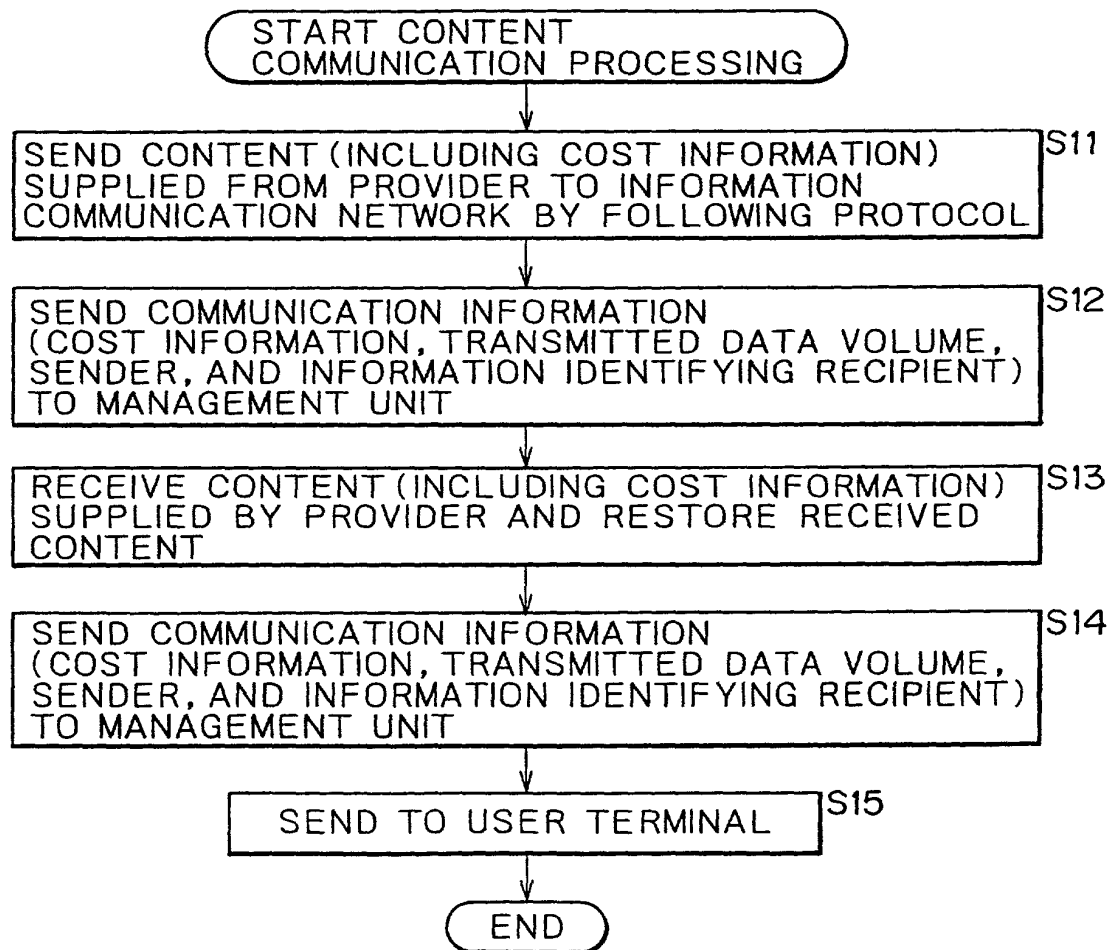 START CONTENT
COMMUNICATION PROCESSING
S11
SEND CONTENT (INCLUDING COST INFORMATION)
SUPPLIED FROM PROVIDER TO INFORMATION
COMMUNICATION NETWORK BY FOLLOWING PROTOCOL
S12
SEND COMMUNICATION INFORMATION
(COST INFORMATION, TRANSMITTED DATA VOLUME,
SENDER, AND INFORMATION IDENTIFYING RECIPIENT)
TO MANAGEMENT UNIT
S13
RECEIVE CONTENT (INCLUDING COST INFORMATION)
SUPPLIED BY PROVIDER AND RESTORE RECEIVED
CONTENT
S14
SEND COMMUNICATION INFORMATION
(COST INFORMATION, TRANSMITTED DATA VOLUME,
SENDER, AND INFORMATION IDENTIFYING RECIPIENT)
TO MANAGEMENT UNIT
S15
SEND TO USER TERMINAL
END